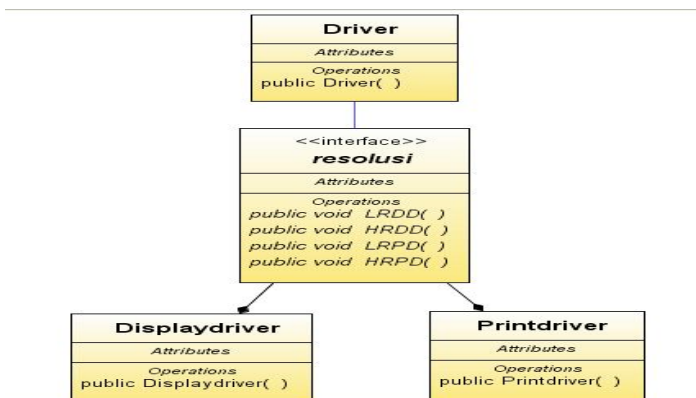 Driver
Attributes
Operations
public Driver( )
<<interface>>
resolusi
Attributes
Operations
public void LRDD( )
public void HRDD( )
public void LRPD( )
public void HRPD( )
Displaydriver
Attributes
Operations
public Displaydriver( )
Printdriver
Attributes
Operations
public Printdriver( )